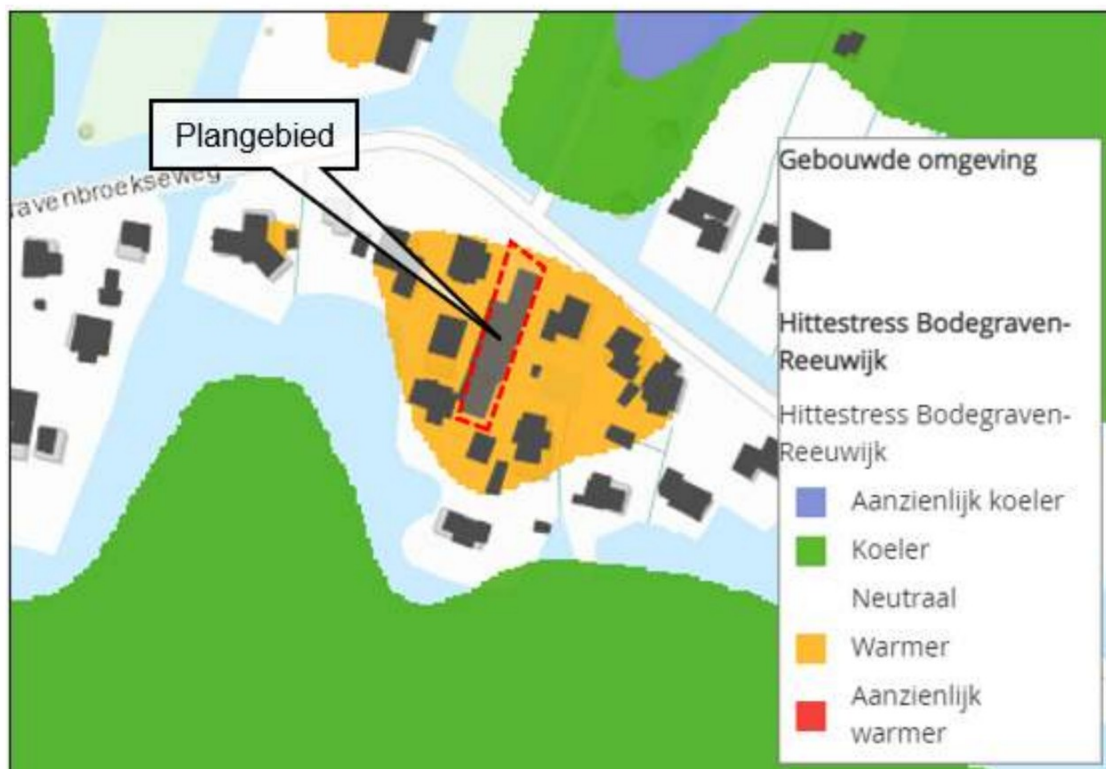 Plangebied
ravenbroekseweg
Gebouwde omgeving
Hittestress Bodegraven-
Reeuwijk
Hittestress Bodegraven-
Reeuwijk
Aanzienlijk koeler
Koeler
Neutraal
Warmer
Aanzienlijk
warmer